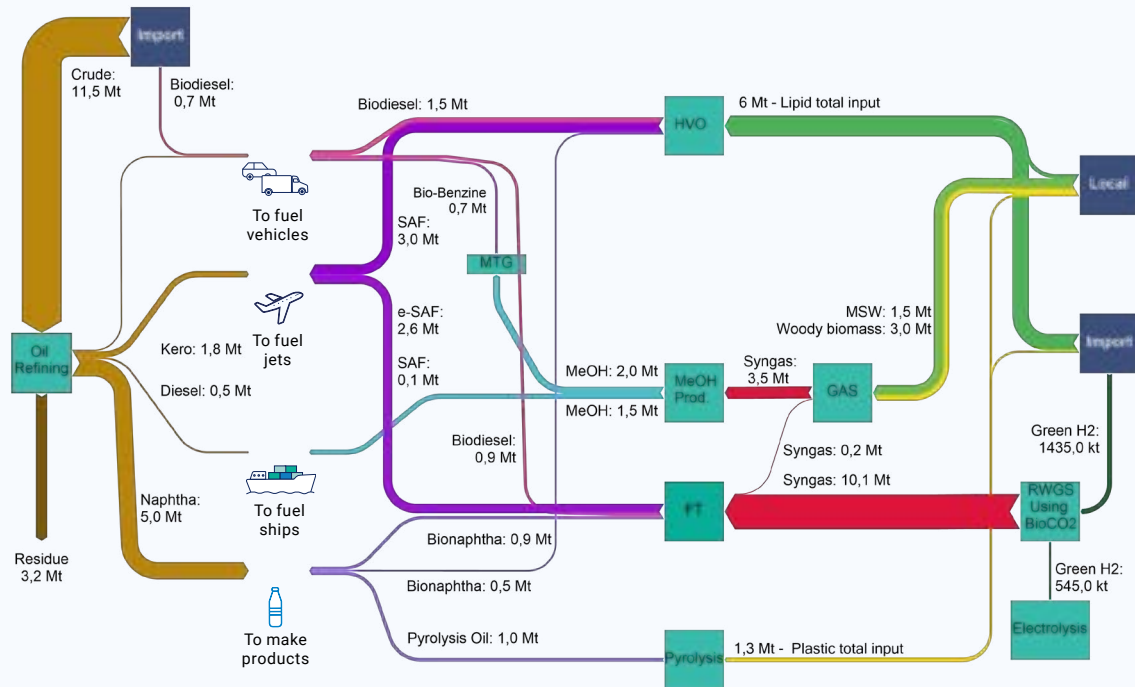 Import
Crude:
11,5 Mt
Biodiesel:
0,7 Mt
Biodiesel: 1,5 Mt
HVO
6 Mt - Lipid total input
Local
To fuel
vehicles
Bio-Benzine
0,7 Mt
SAF:
3,0 Mt
MTG
Oil
Refining
Kero: 1,8 Mt
To fuel
jets
e-SAF:
2,6 Mt
MSW: 1,5 Mt
Woody biomass: 3,0 Mt
Import
Diesel: 0,5 Mt
SAF:
0,1 Mt
MeOH: 2,0 Mt
MeOH
Prod.
Syngas:
3,5 Mt
GAS
MeOH: 1,5 Mt
Biodiesel:
0,9 Mt
Syngas: 0,2 Mt
Green H2:
1435,0 kt
Syngas: 10,1 Mt
Naphtha:
5,0 Mt
To fuel
ships
FT
RWGS
Using
BioCO2
Residue
3,2 Mt
Bionaphtha: 0,9 Mt
Bionaphtha: 0,5 Mt
Green H2:
545,0 kt
To make
products
Pyrolysis Oil: 1,0 Mt
Pyrolysis
1,3 Mt - Plastic total input
Electrolysis